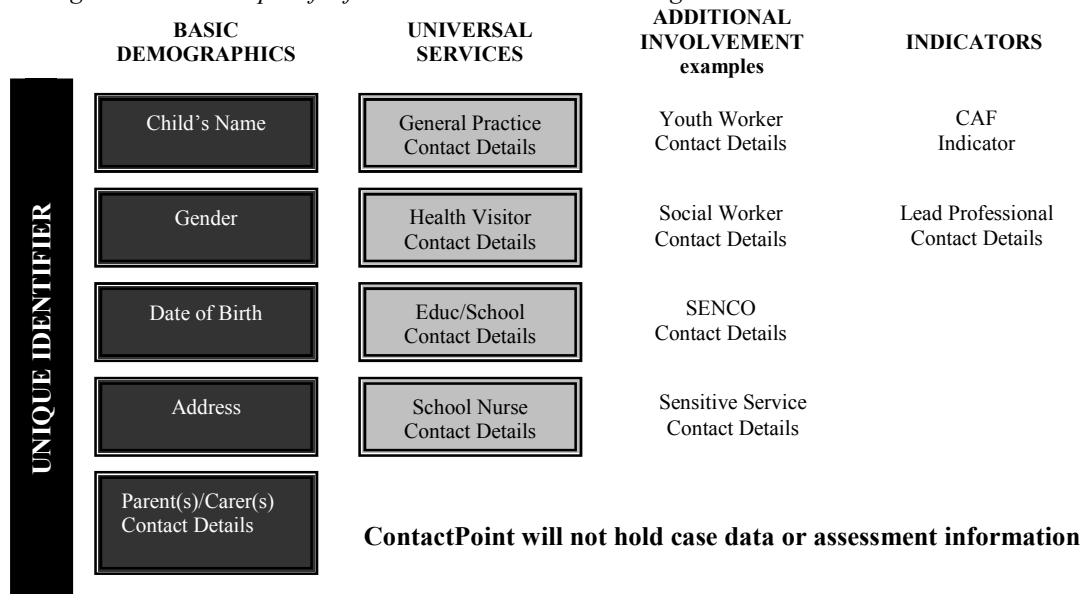 BASIC
DEMOGRAPHICS
UNIVERSAL
SERVICES
ADDITIONAL
INVOLVEMENT
examples
INDICATORS
UNIQUE IDENTIFIER
Child’s Name
General Practice
Contact Details
Youth Worker
Contact Details
CAF
Indicator
Gender
Health Visitor
Contact Details
Social Worker
Contact Details
Lead Professional
Contact Details
Date of Birth
Educ/School
Contact Details
SENCO
Contact Details
Address
School Nurse
Contact Details
Sensitive Service
Contact Details
Parent(s)/Carer(s)
Contact Details
ContactPoint will not hold case data or assessment information